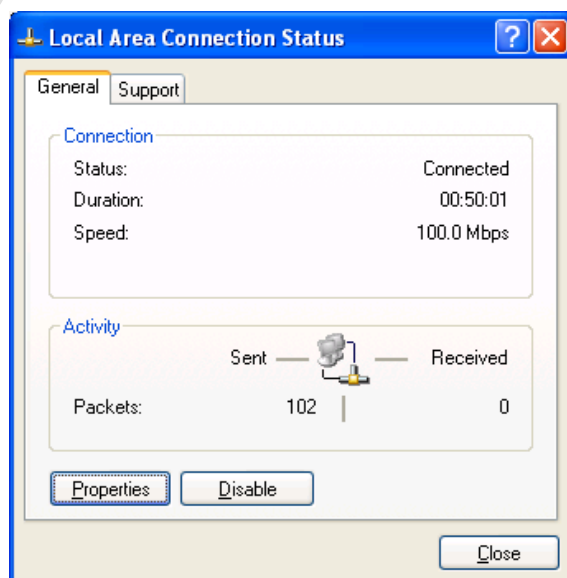 Local Area Connection Status
General Support
Connection
Status: Connected
Duration: 00:50:01
Speed: 100.0 Mbps
Activity
Sent Received
Packets: 102 0
Properties Disable
Close